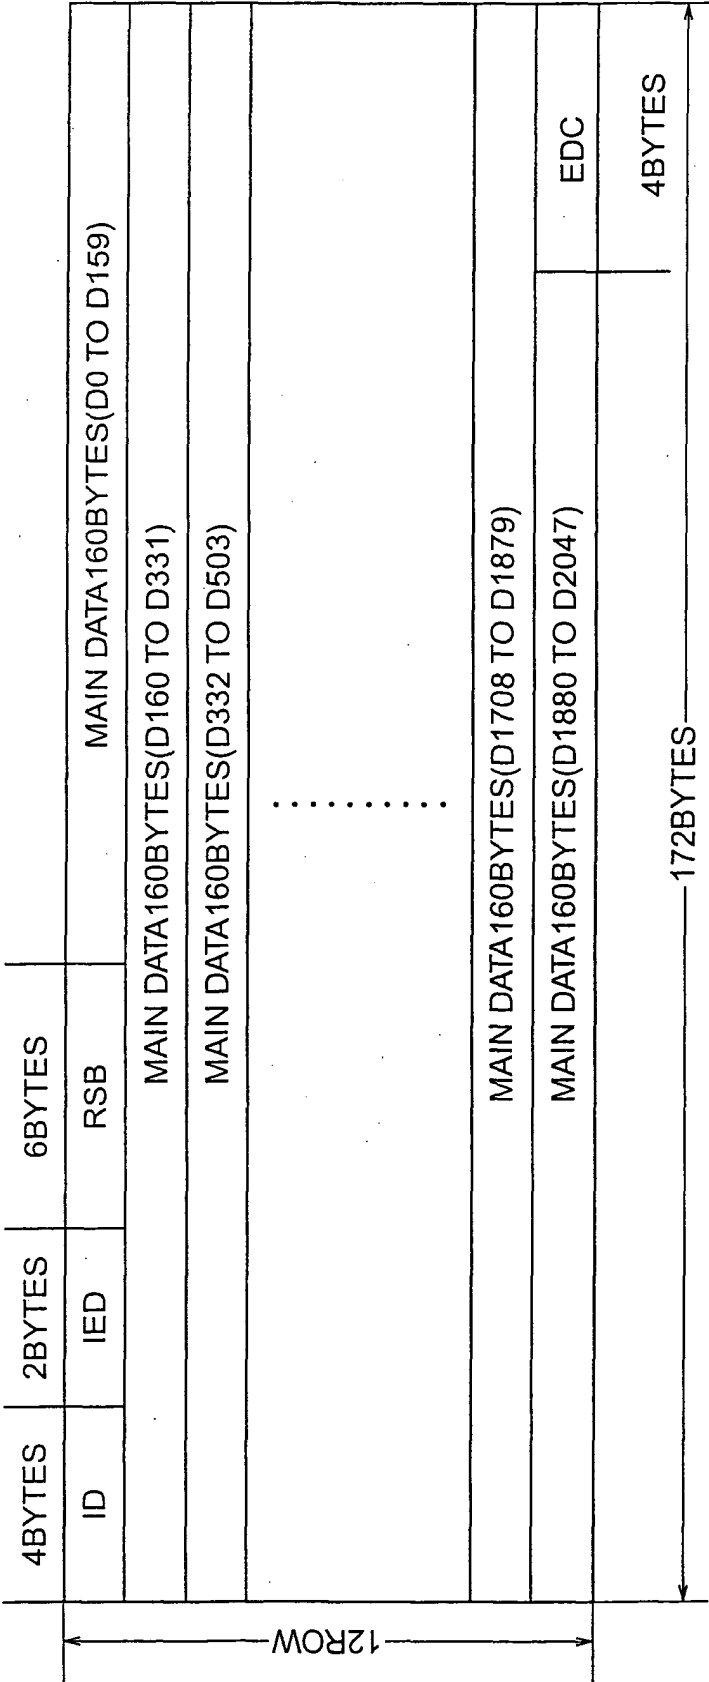 4BYTES 2BYTES 6BYTES
ID IED RSB MAIN DATA160BYTES(D0 TO D159)
MAIN DATA160BYTES(D160 TO D331)
MAIN DATA160BYTES(D332 TO D503)
..........
MAIN DATA160BYTES(D1708 TO D1879)
MAIN DATA160BYTES(D1880 TO D2047) EDC
4BYTES
172BYTES
12ROW